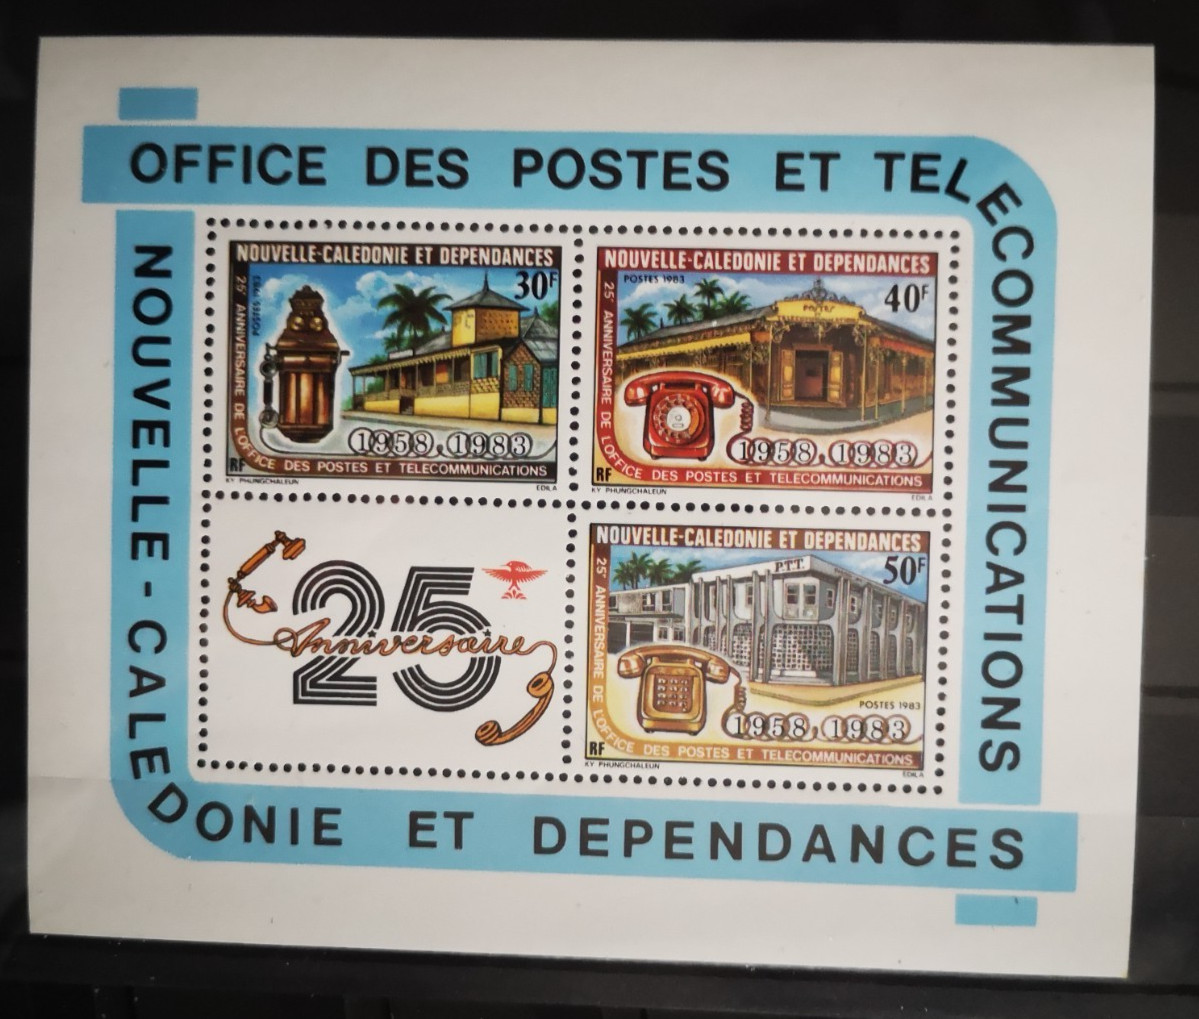 OFFICE DES POSTES ET TELECOMMUNICATIONS
NOUVELLE-CALEDONIE ET DEPENDANCES
NOUVELLE-CALEDONIE ET DEPENDANCES
30F
POSTES 1983
25e ANNIVERSAIRE DE L'OFFICE DES POSTES ET TELECOMMUNICATIONS
1958.1983
RF
KY PHUNGCHALEUN
EDILA
NOUVELLE-CALEDONIE ET DEPENDANCES
POSTES 1983
40F
POSTES
25e ANNIVERSAIRE DE L'OFFICE DES POSTES ET TELECOMMUNICATIONS
1958.1983
RF
KY PHUNGCHALEUN
EDILA
25
Anniversaire
NOUVELLE-CALEDONIE ET DEPENDANCES
P.T.T.
50F
25e ANNIVERSAIRE DE L'OFFICE DES POSTES ET TELECOMMUNICATIONS
POSTES 1983
1958.1983
RF
KY PHUNGCHALEUN
EDILA